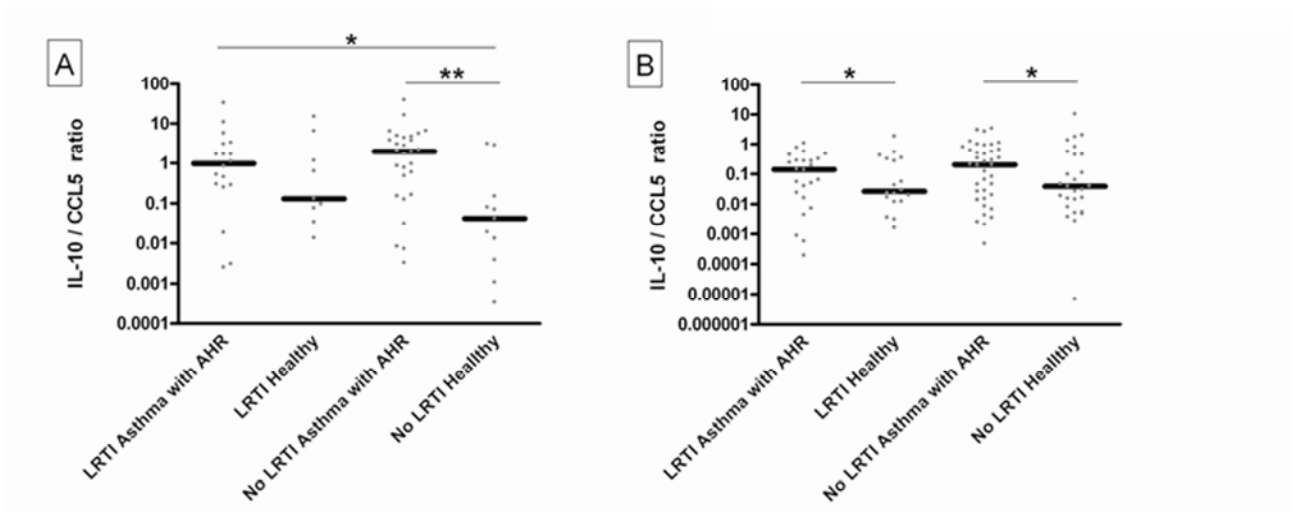 A
*
**
100
10
1
0.1
0.01
0.001
0.0001
IL-10 / CCL5 ratio
LRTI Asthma with AHR
LRTI Healthy
No LRTI Asthma with AHR
No LRTI Healthy
B
*
*
100
10
1
0.1
0.01
0.001
0.0001
0.00001
0.000001
IL-10 / CCL5 ratio
LRTI Asthma with AHR
LRTI Healthy
No LRTI Asthma with AHR
No LRTI Healthy